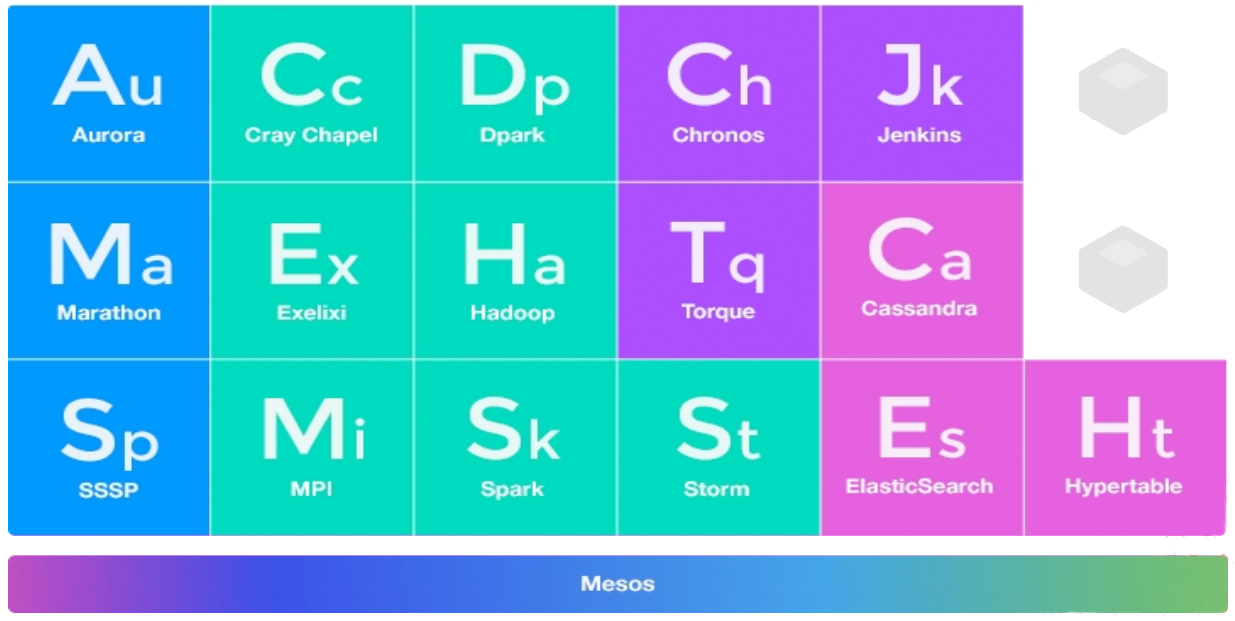 Au Cc Dp Ch Jk
Aurora Cray Chapel Dpark Chronos Jenkins
Ma Ex Ha Tq Ca
Marathon Exelixi Hadoop Torque Cassandra
Sp Mi Sk St Es Ht
SSSP MPI Spark Storm ElasticSearch Hypertable
Mesos